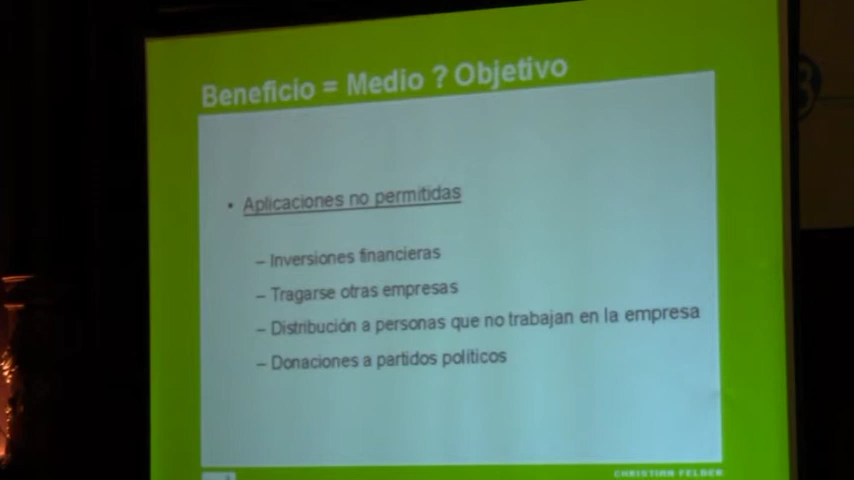 Beneficio = Medio ? Objetivo
• Aplicaciones no permitidas
– Inversiones financieras
– Tragarse otras empresas
– Distribución a personas que no trabajan en la empresa
– Donaciones a partidos políticos
CHRISTIAN FELBER